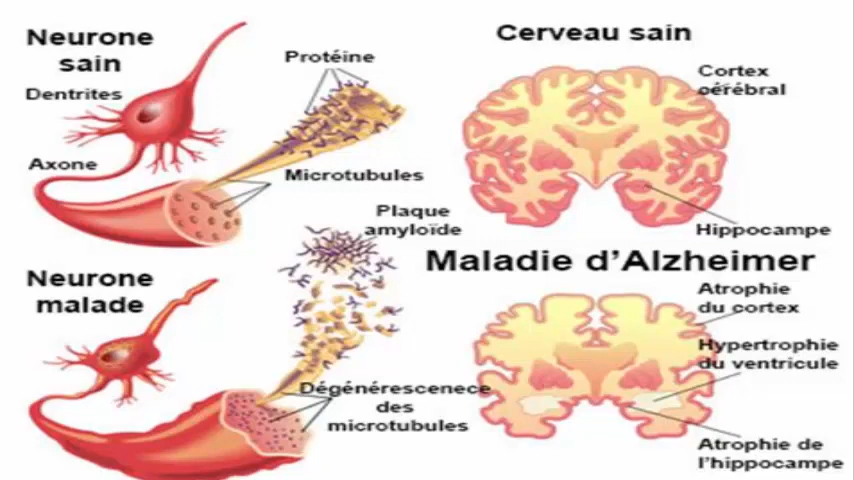 Neurone
sain
Dentrites
Axone
Protéine
Microtubules
Cerveau sain
Cortex
cérébral
Hippocampe
Plaque
amyloïde
Maladie d'Alzheimer
Neurone
malade
Dégénérescenece
des
microtubules
Atrophie
du cortex
Hypertrophie
du ventricule
Atrophie de
l'hippocampe